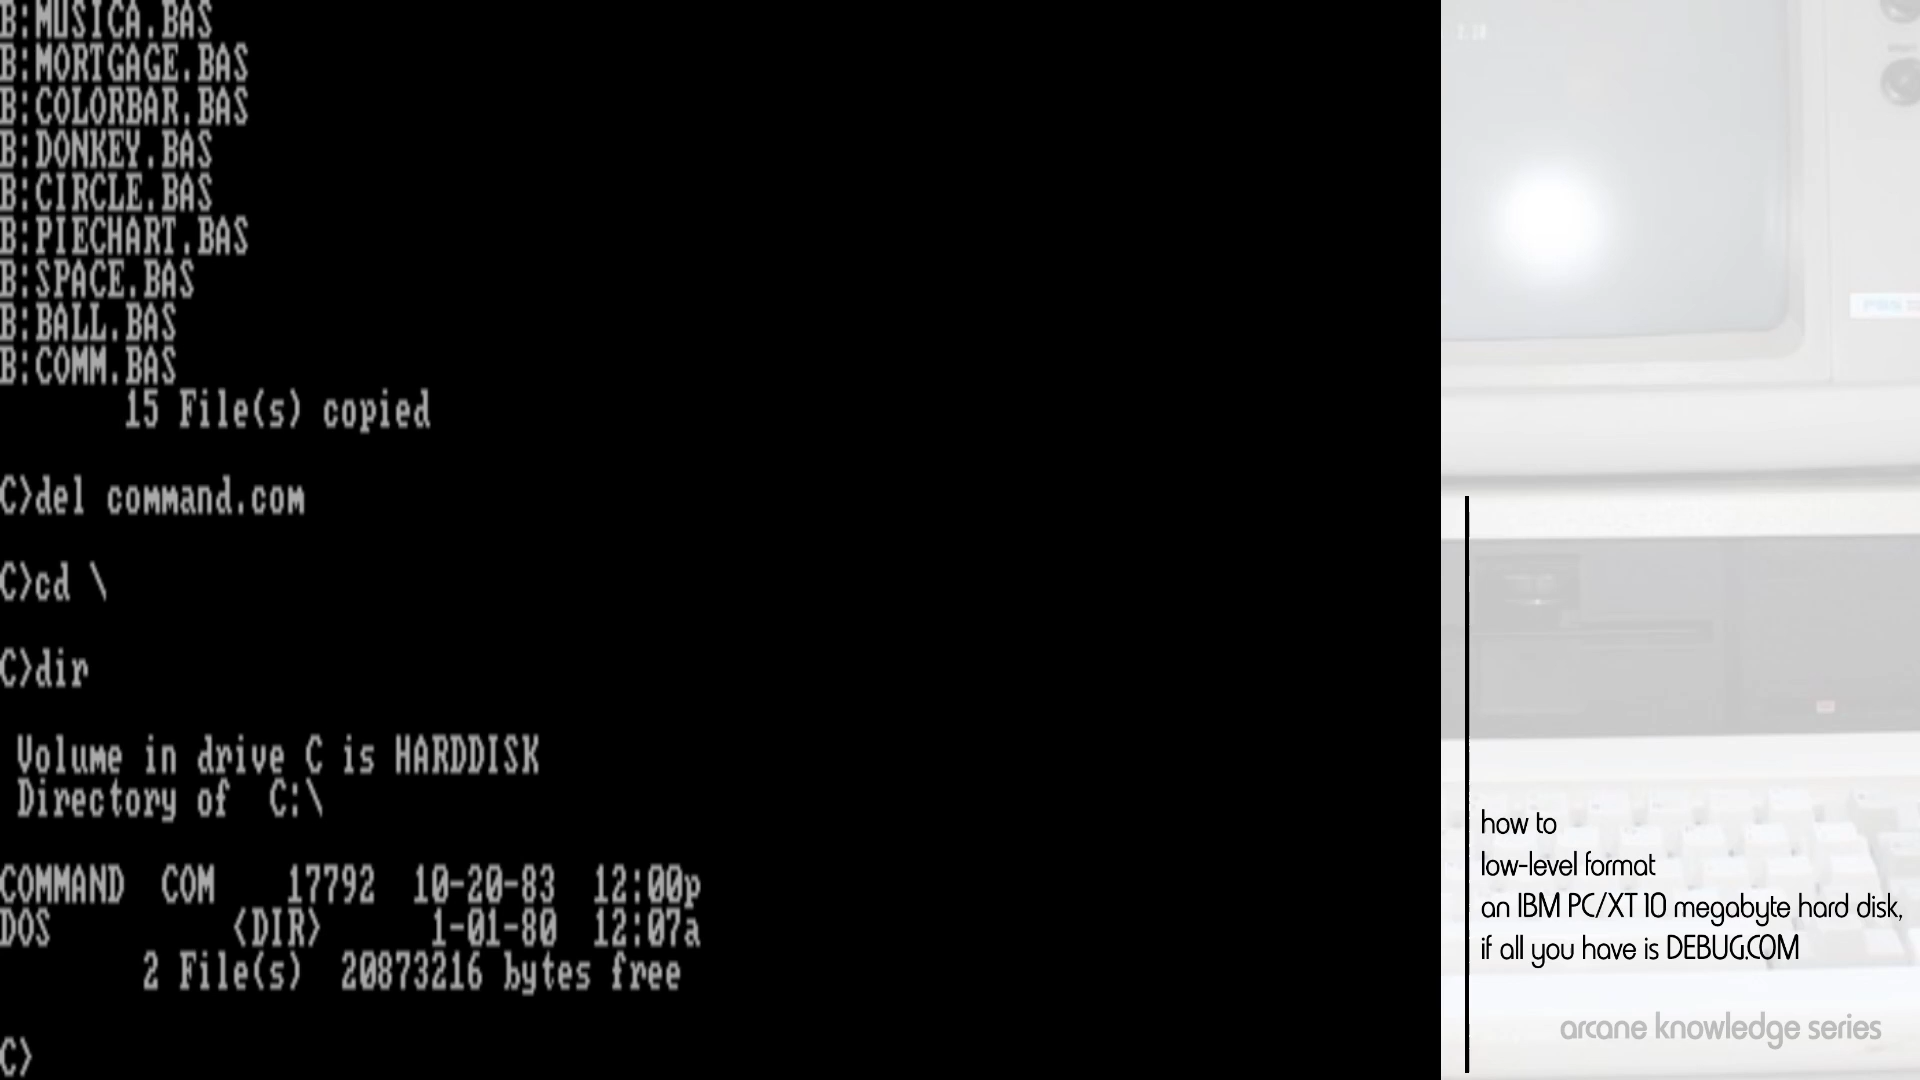 B:MUSICA.BAS
B:MORTGAGE.BAS
B:COLORBAR.BAS
B:DONKEY.BAS
B:CIRCLE.BAS
B:PIECHART.BAS
B:SPACE.BAS
B:BALL.BAS
B:COMM.BAS
15 File(s) copied
C>del command.com
C>cd \
C>dir
Volume in drive C is HARDDISK
Directory of  C:\
COMMAND  COM    17792  10-20-83  12:00p
DOS          <DIR>      1-01-80  12:07a
2 File(s)  20873216 bytes free
C>
how to
low-level format
an IBM PC/XT 10 megabyte hard disk,
if all you have is DEBUG.COM
arcane knowledge series